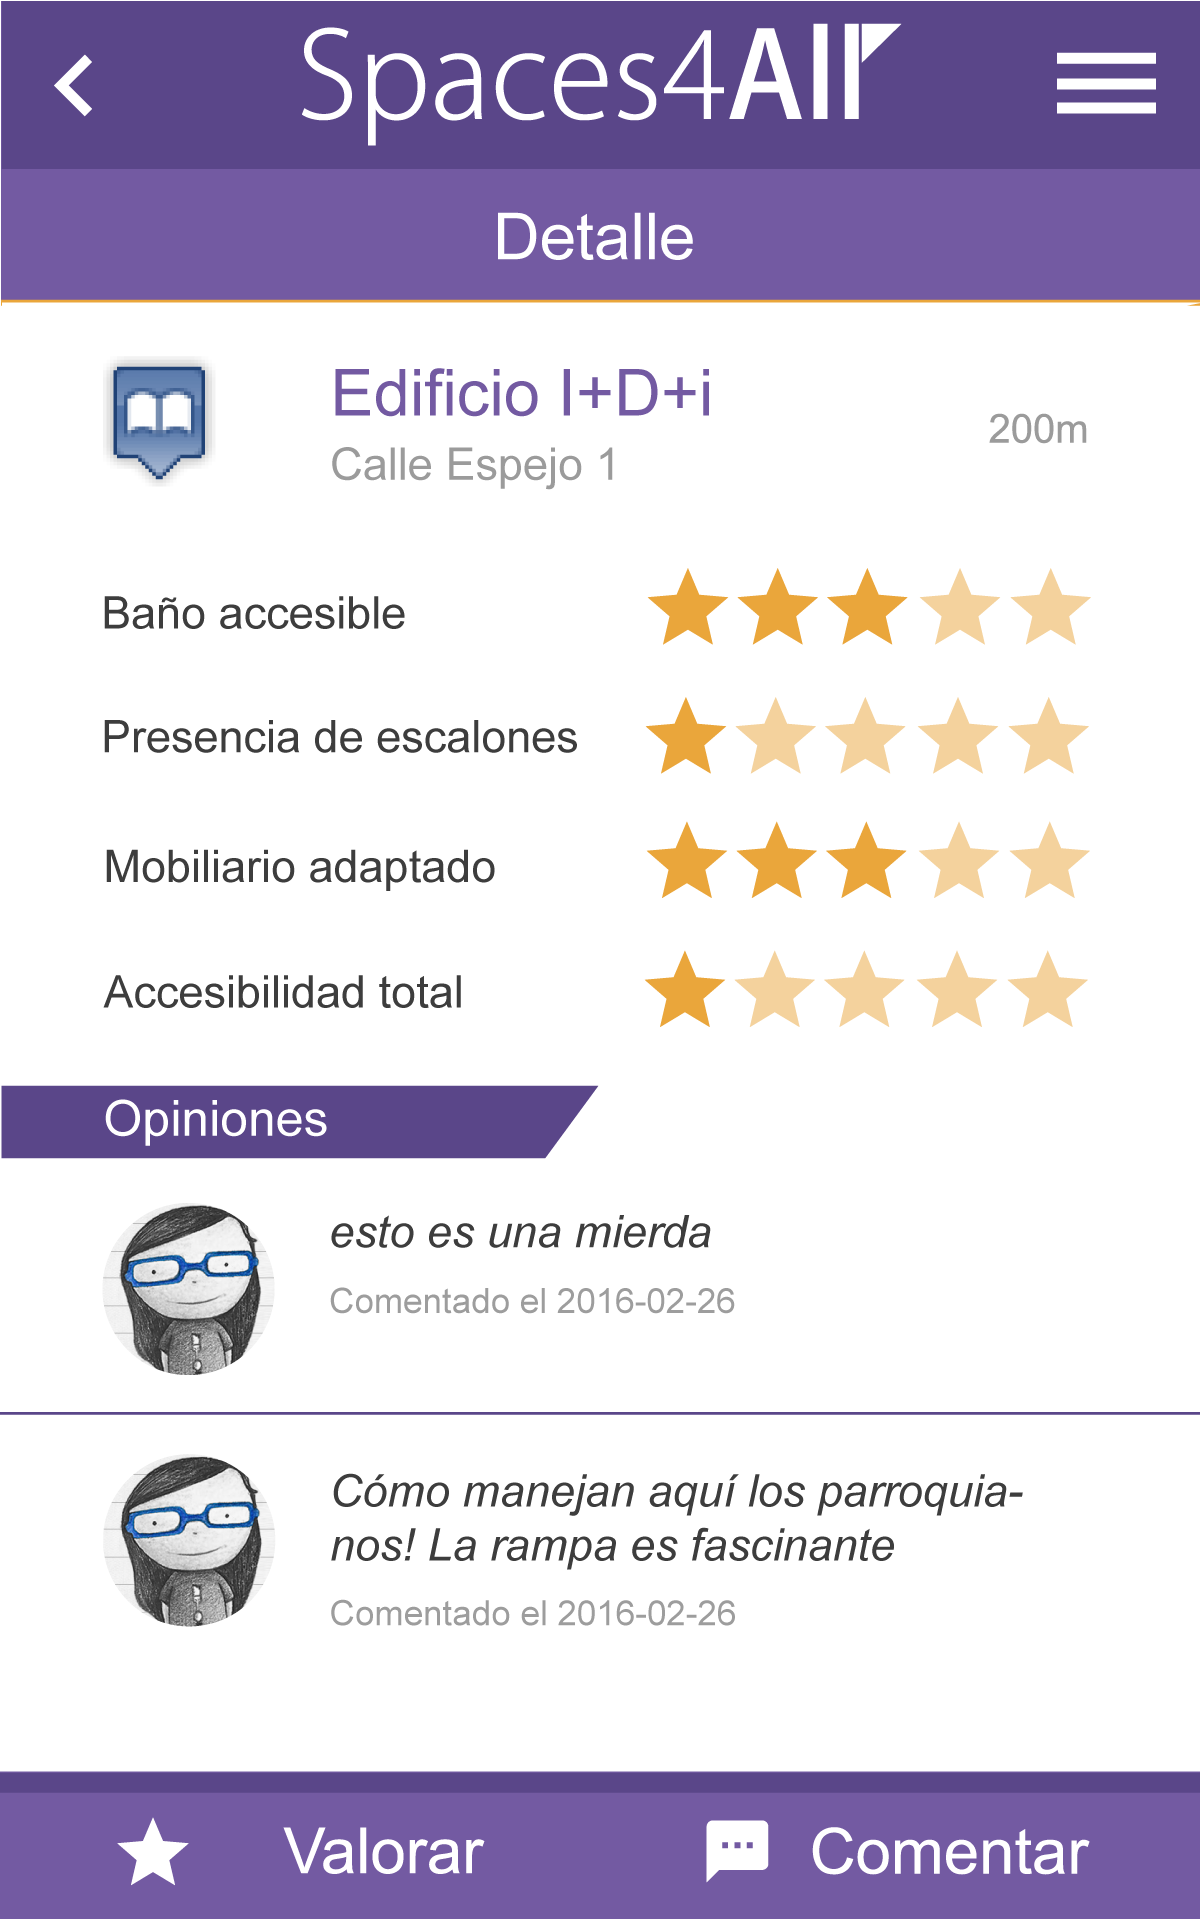 Spaces4All
Detalle
Edificio I+D+i
Calle Espejo 1
200m
Baño accesible
Presencia de escalones
Mobiliario adaptado
Accesibilidad total
Opiniones
esto es una mierda
Comentado el 2016-02-26
Cómo manejan aquí los parroquia-
nos! La rampa es fascinante
Comentado el 2016-02-26
Valorar
Comentar